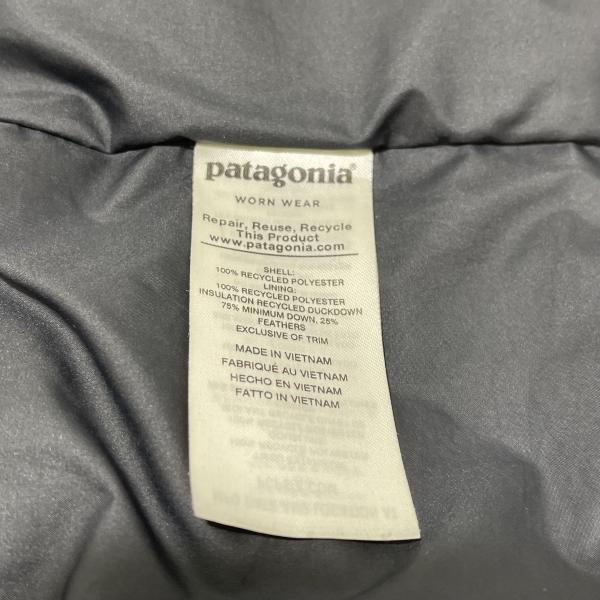 patagonia®
WORN WEAR
Repair, Reuse, Recycle
This Product
www.patagonia.com
SHELL:
100% RECYCLED POLYESTER
LINING:
100% RECYCLED POLYESTER
INSULATION RECYCLED DUCKDOWN
75% MINIMUM DOWN, 25%
FEATHERS
EXCLUSIVE OF TRIM
MADE IN VIETNAM
FABRIQUÉ AU VIETNAM
HECHO EN VIETNAM
FATTO IN VIETNAM